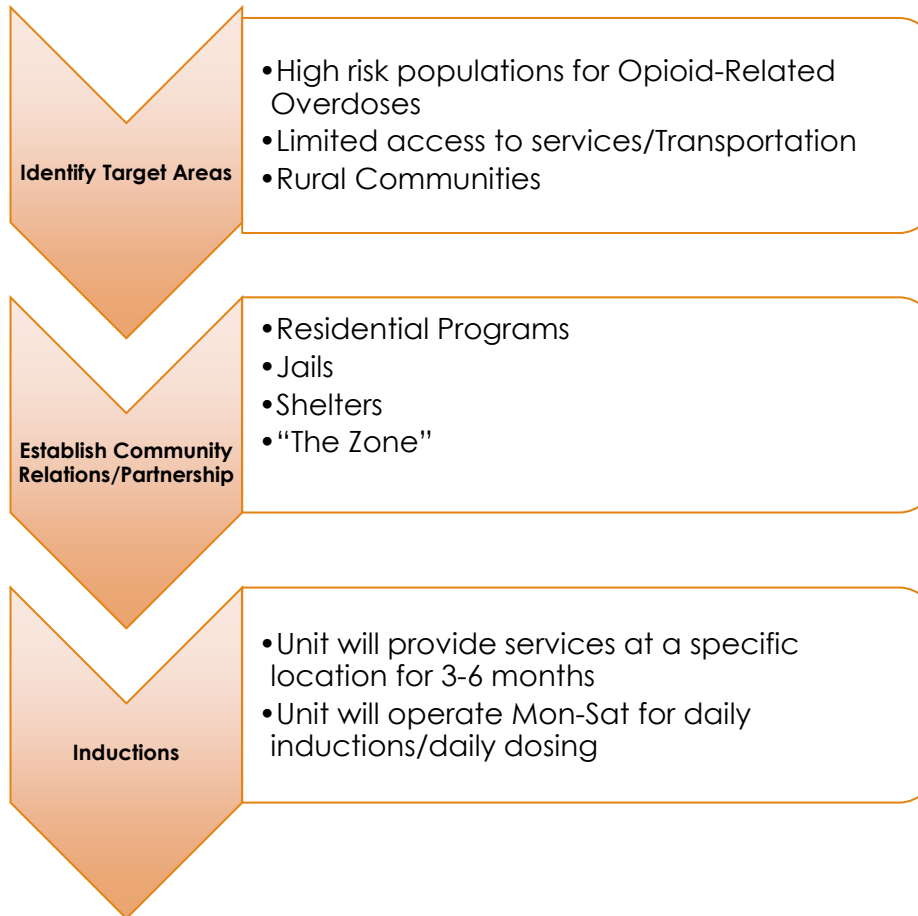 Identify Target Areas
•High risk populations for Opioid-Related
Overdoses
•Limited access to services/Transportation
•Rural Communities
Establish Community
Relations/Partnership
•Residential Programs
•Jails
•Shelters
•“The Zone”
Inductions
•Unit will provide services at a specific
location for 3-6 months
•Unit will operate Mon-Sat for daily
inductions/daily dosing